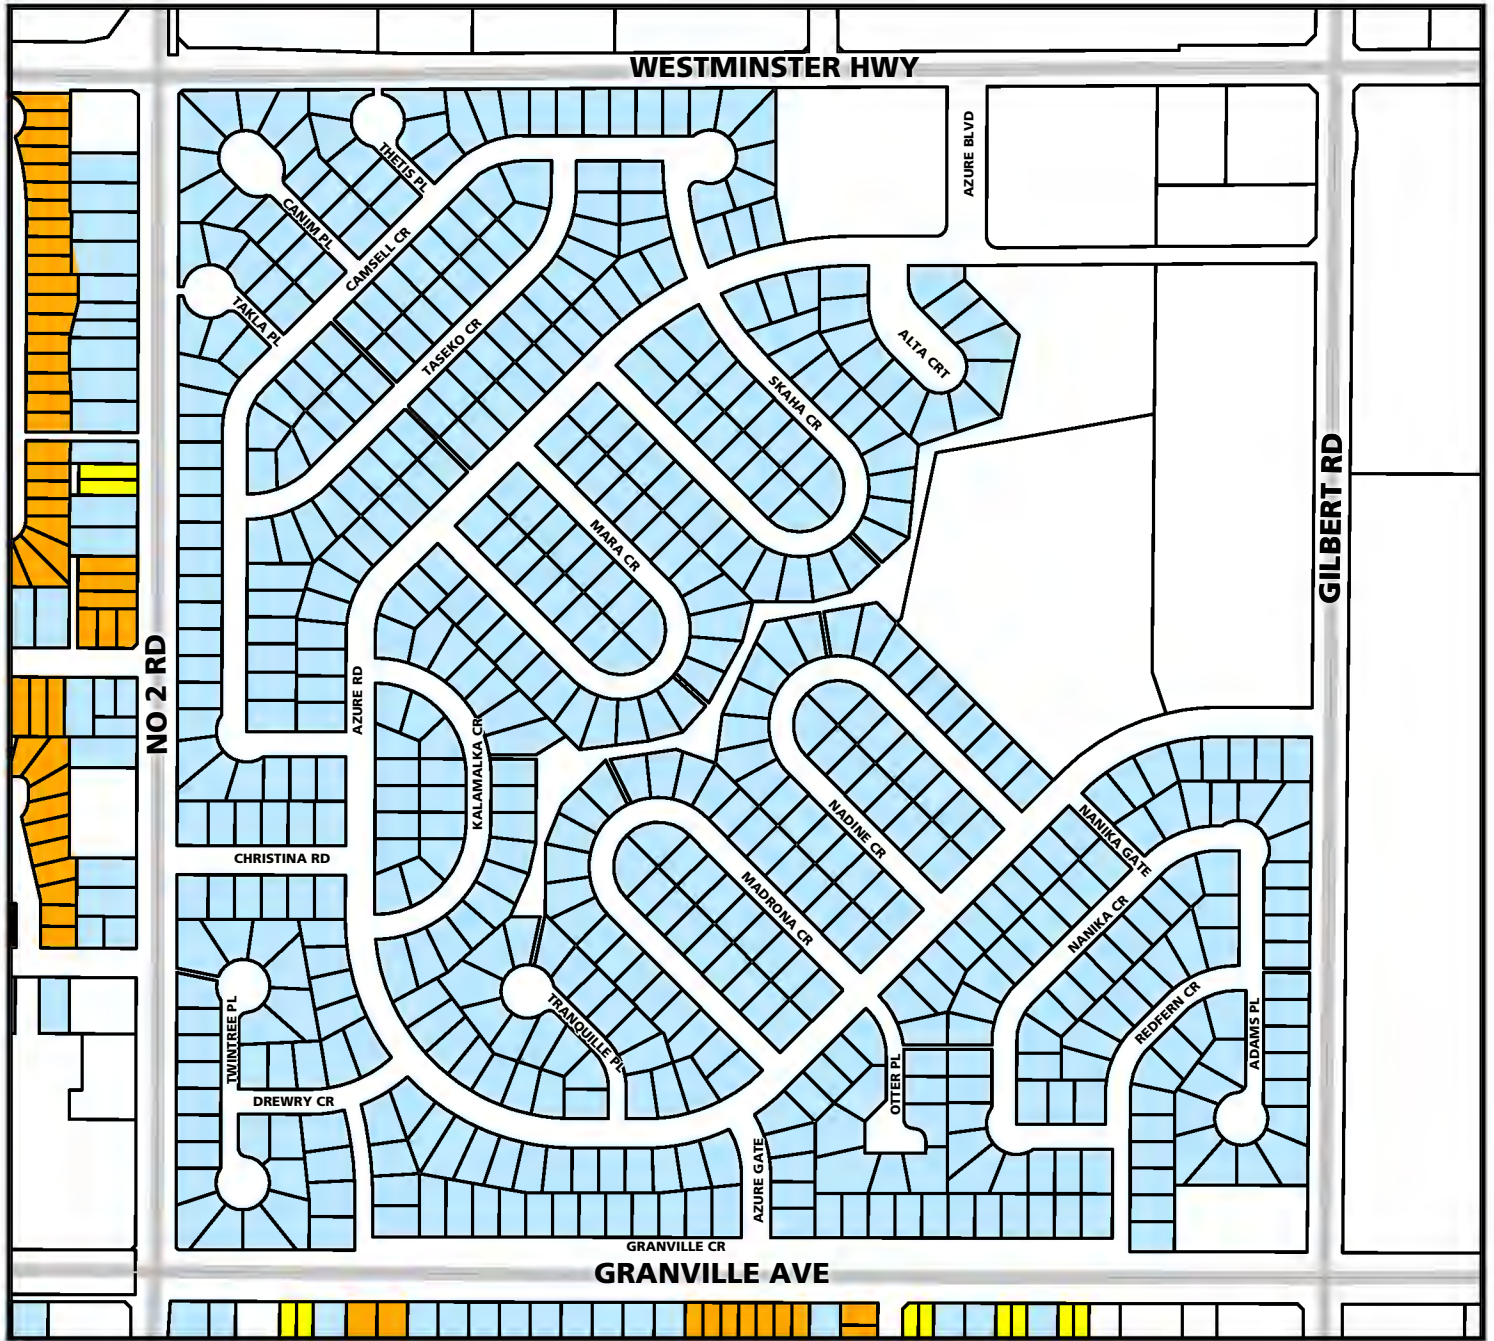 WESTMINSTER HWY
AZURE BLVD
THETIS PL
CANIM PL
CAMSELL CR
TAKLA PL
TASEKO CR
ALTA CRT
SKAHA CR
GILBERT RD
MARA CR
NO 2 RD
AZURE RD
KALAMALKA CR
NADINE CR
NANIKA GATE
CHRISTINA RD
MADRONA CR
NANIKA CR
TWINTREE PL
TRANQUILLE PL
REDFERN CR
ADAMS PL
OTTER PL
DREWRY CR
AZURE GATE
GRANVILLE CR
GRANVILLE AVE